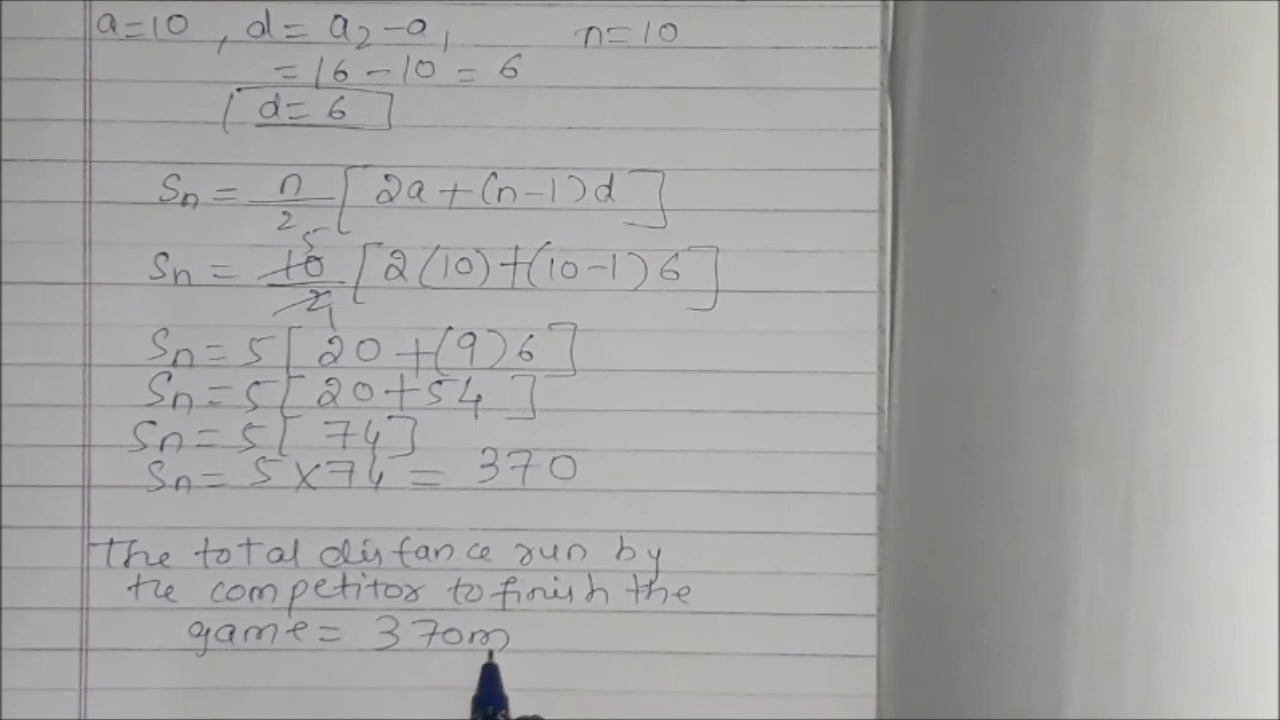 a=10 , d= a₂-a₁ n=10
=16-10=6
d=6
Sn= n/2 [2a+(n-1)d]
5
Sn = 10/2 [2(10)+(10-1)6]
1
Sn=5[20+(9)6]
Sn=5[20+54]
Sn=5[74]
Sn=5×74=370
The total distance run by
the competitor to finish the
game= 370m